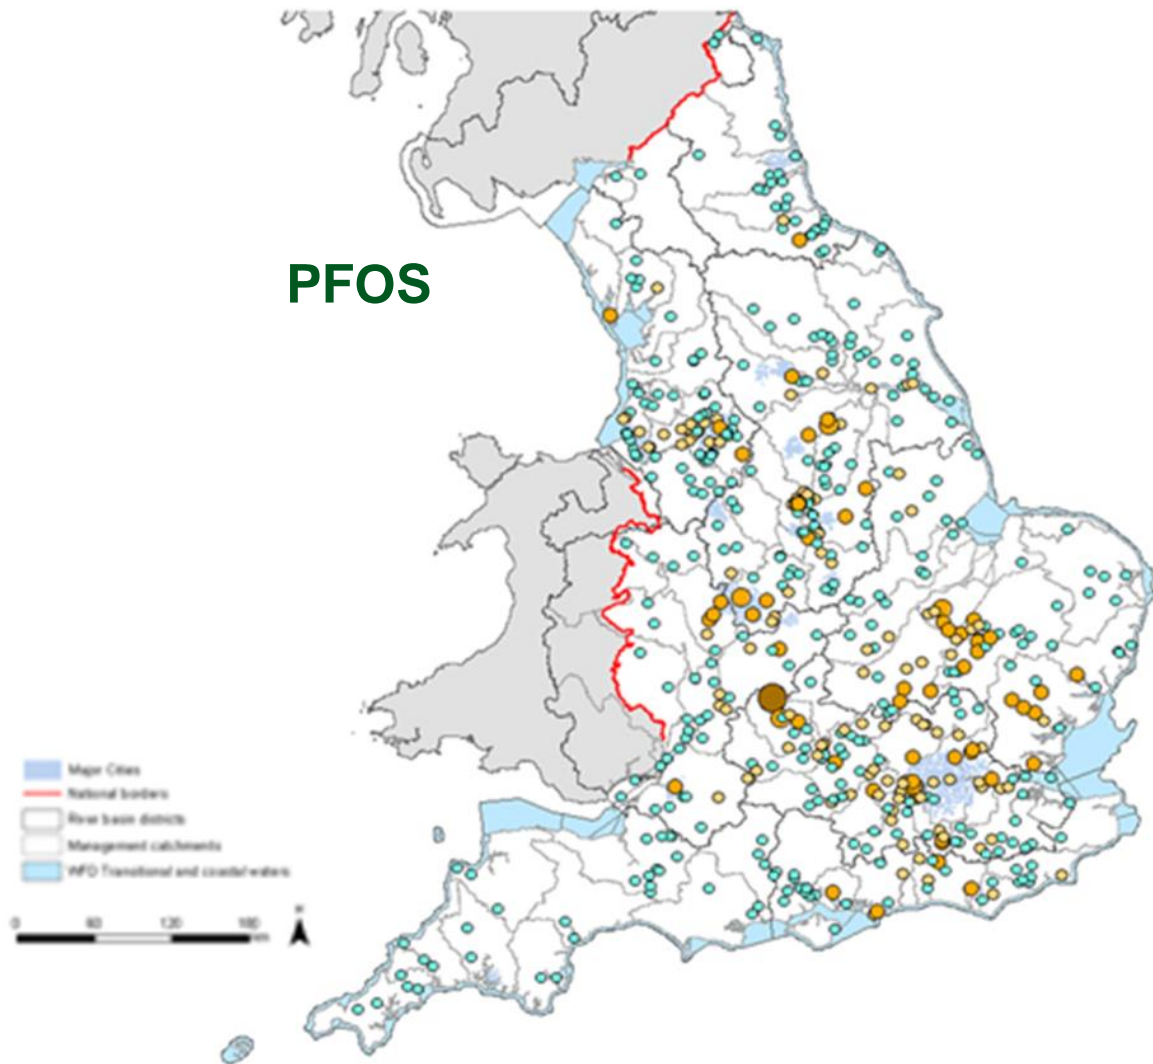 PFOS
Major Cities
National borders
River basin districts
Management catchments
WFD Transitional and coastal waters
0 60 120 180
km
N